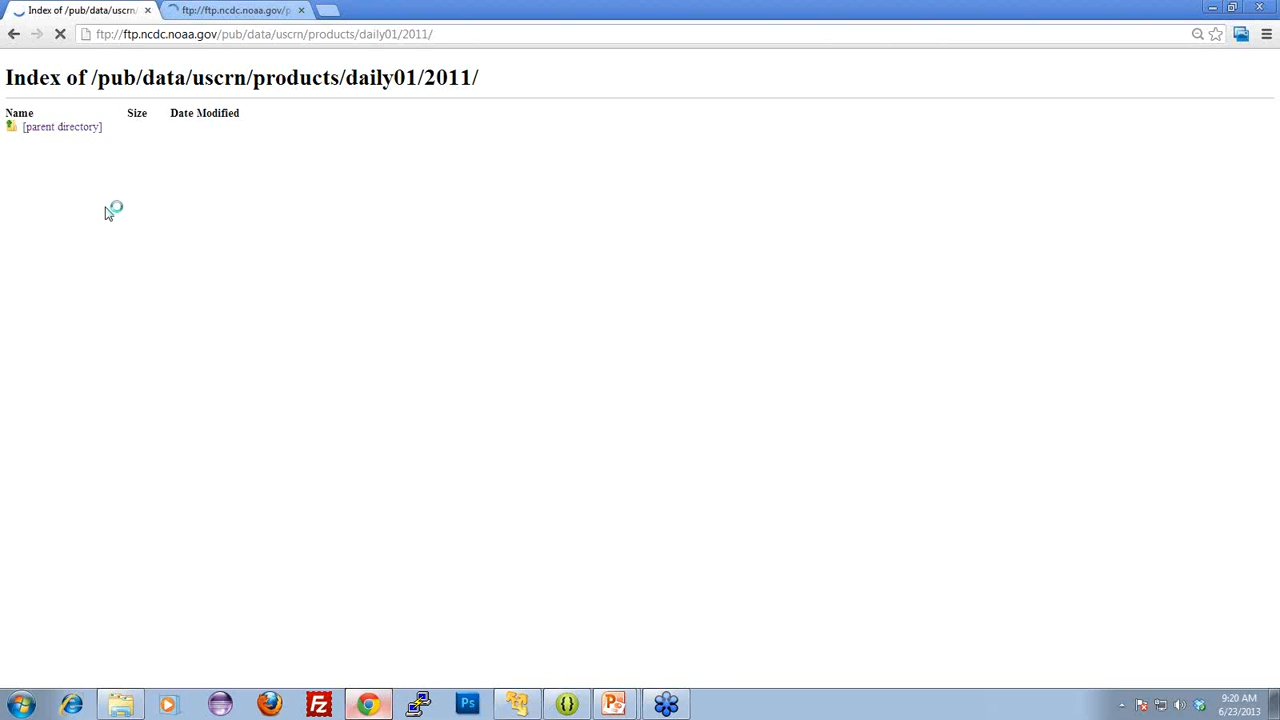 Index of /pub/data/uscrn/
ftp://ftp.ncdc.noaa.gov/p
ftp://ftp.ncdc.noaa.gov/pub/data/uscrn/products/daily01/2011/
Index of /pub/data/uscrn/products/daily01/2011/
Name Size Date Modified
[parent directory]
Fz
Ps
{}
P
9:20 AM
6/23/2013